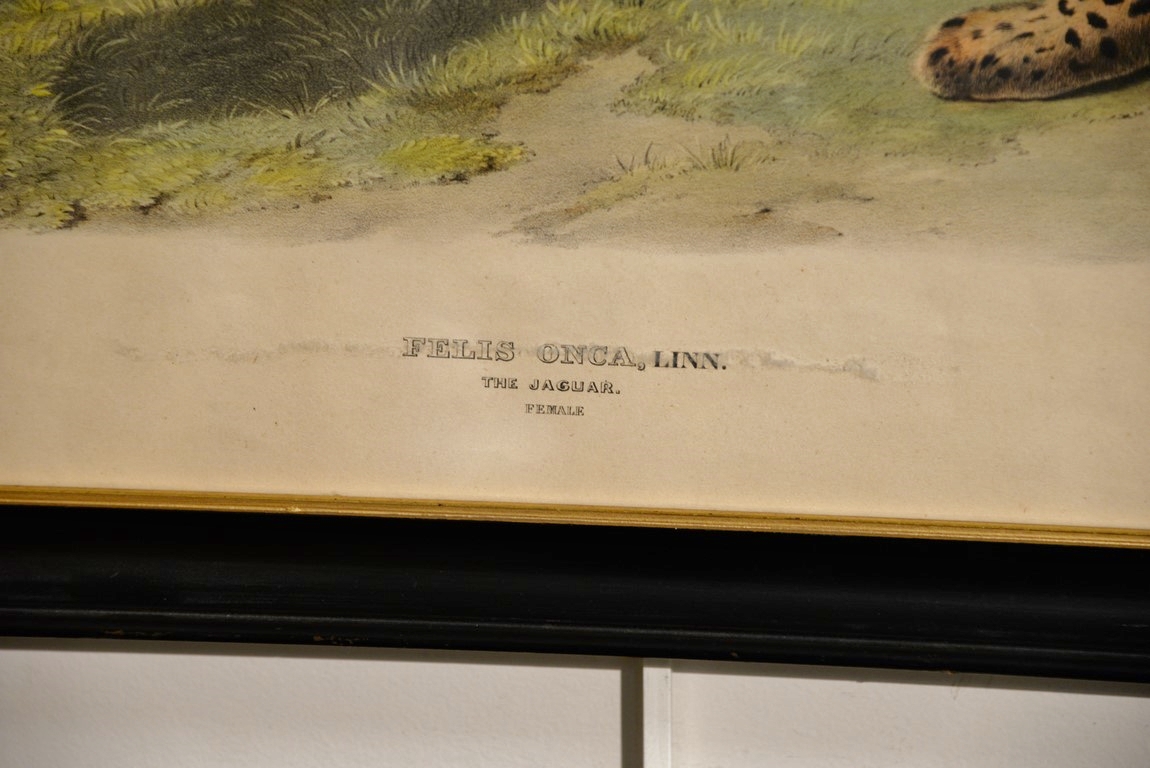 FELIS ONCA, LINN.
THE JAGUAR.
FEMALE